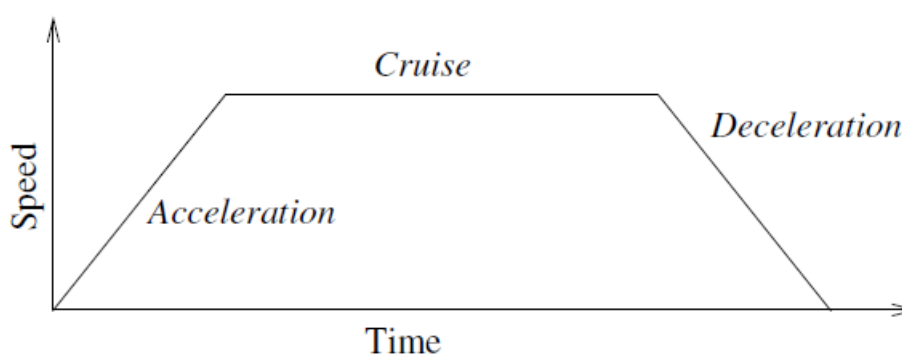 Cruise
Deceleration
Speed
Acceleration
Time